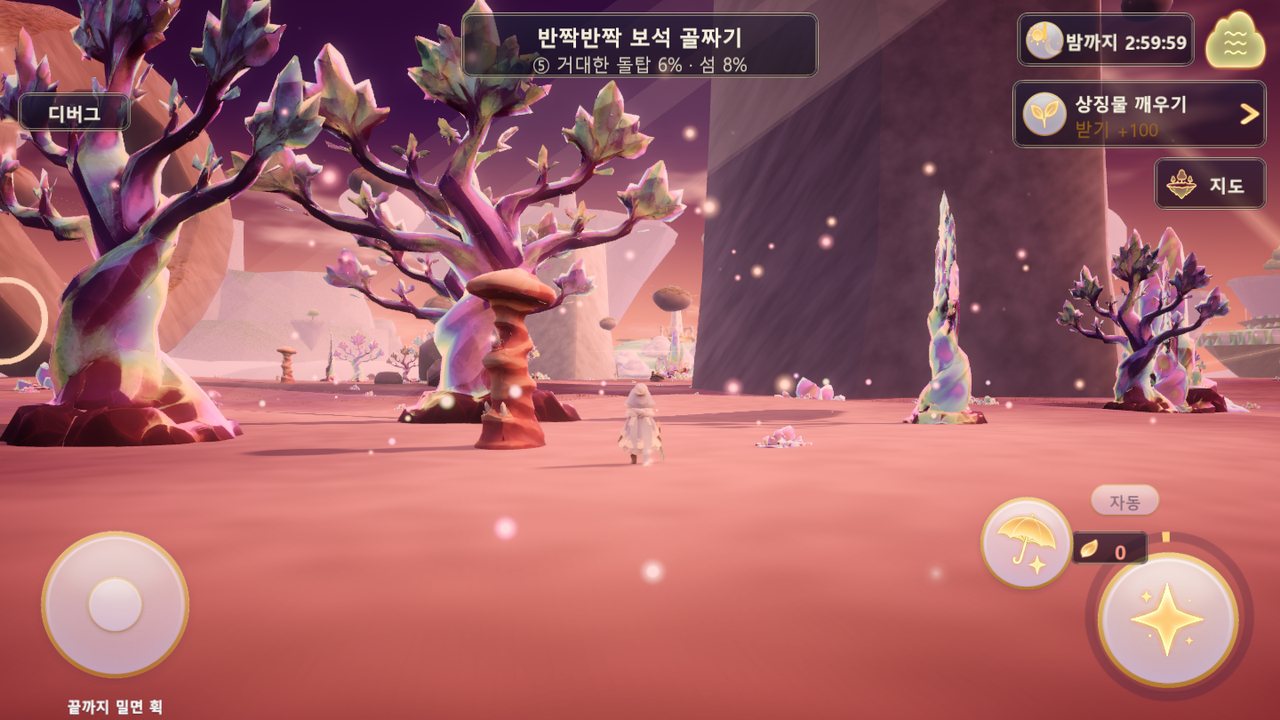 반짝반짝 보석 골짜기
⑤ 거대한 돌탑 6% · 섬 8%
밤까지 2:59:59
디버그
상징물 깨우기
받기 +100
지도
자동
0
끝까지 밀면 획